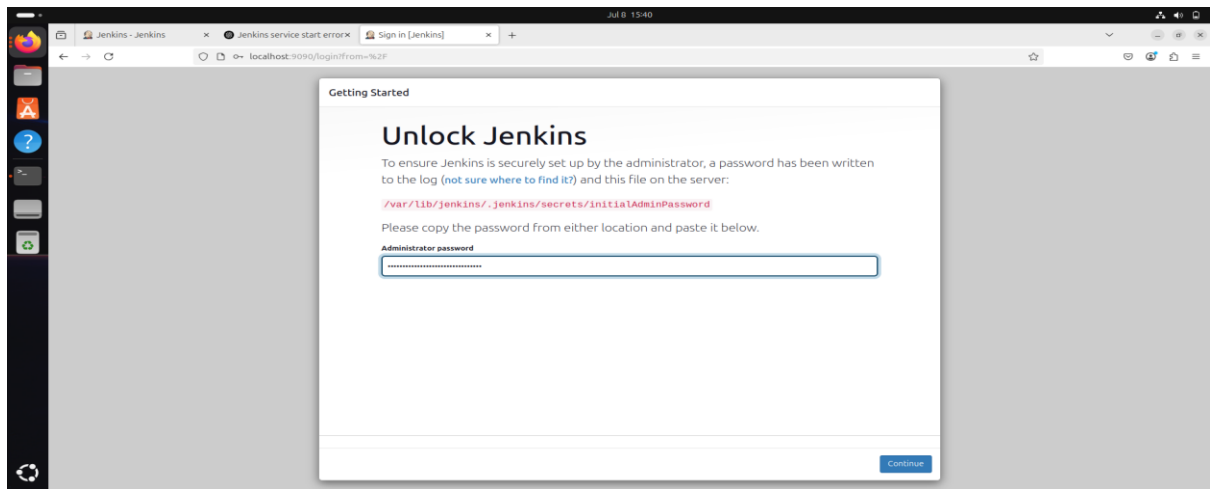 Jul 8 15:40
Jenkins - Jenkins
Jenkins service start error
Sign in [Jenkins]
localhost:9090/login?from=%2F
Getting Started
Unlock Jenkins
To ensure Jenkins is securely set up by the administrator, a password has been written
to the log (not sure where to find it?) and this file on the server:
/var/lib/jenkins/.jenkins/secrets/initialAdminPassword
Please copy the password from either location and paste it below.
Administrator password
Continue